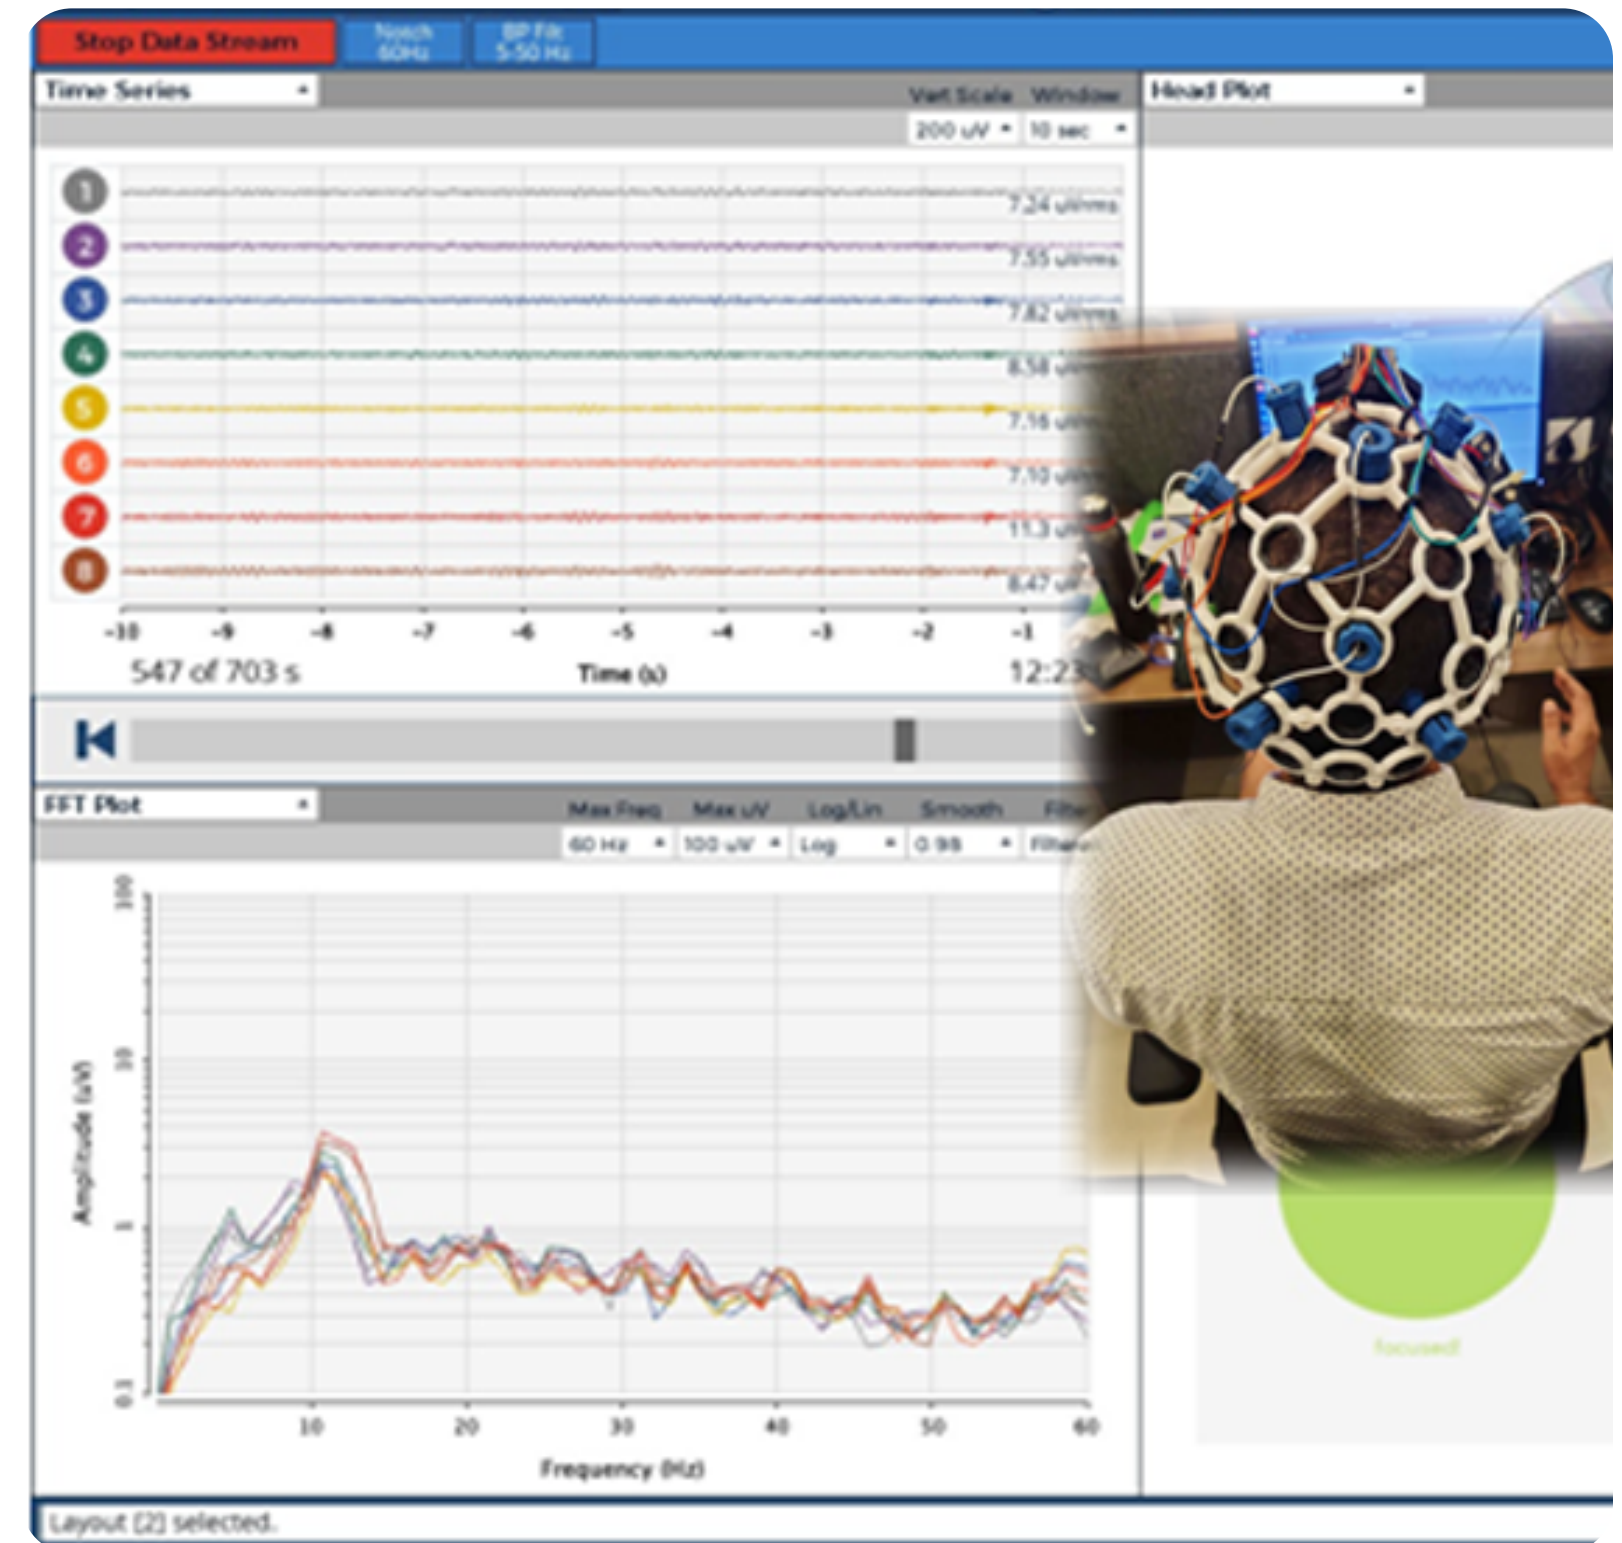 Stop Data Stream
Notch
60Hz
BP Filt
5-50 Hz
Time Series
Vert Scale
Window
Head Plot
200 uV
10 sec
1
7.24 uVrms
2
7.55 uVrms
3
7.82 uVrms
4
8.58
5
7.16
6
7.10
7
11.3
8
8.47
-10 -9 -8 -7 -6 -5 -4 -3 -2 -1
547 of 703 s
Time (s)
12:23
FFT Plot
Max Freq
Max uV
Log/Lin
Smooth
60 Hz
100 uV
Log
0.98
100
10
1
0.1
Amplitude (uV)
10 20 30 40 50 60
Frequency (Hz)
focused!
Layout [2] selected.